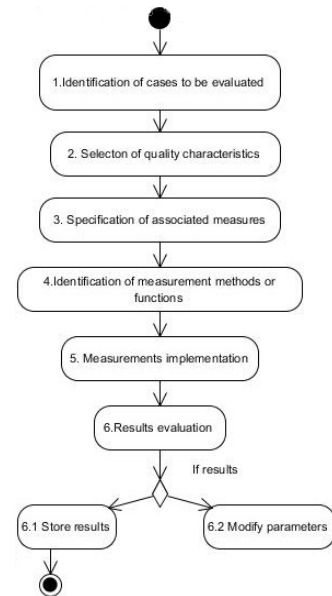 1.Identification of cases to be evaluated
2. Selecton of quality characteristics
3. Specification of associated measures
4.Identification of measurement methods or
functions
5. Measurements implementation
6.Results evaluation
If results
6.1 Store results
6.2 Modify parameters